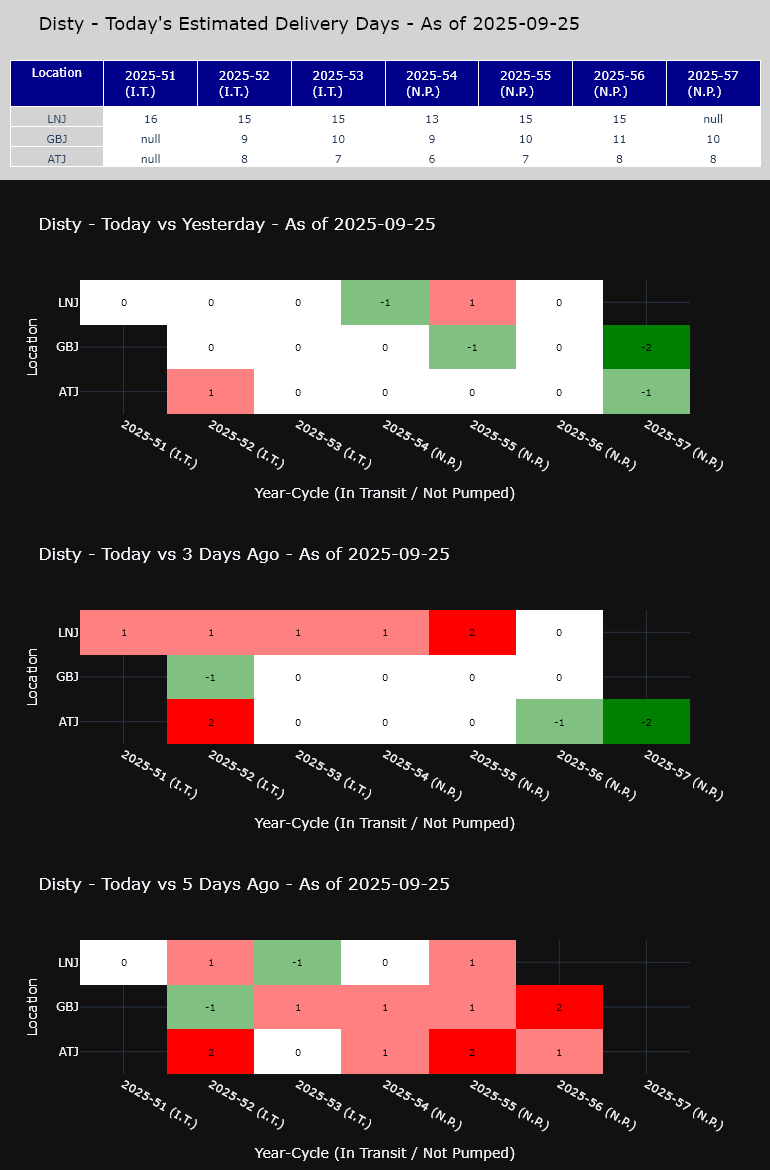 Disty - Today's Estimated Delivery Days - As of 2025-09-25
Location 2025-51 (I.T.) 2025-52 (I.T.) 2025-53 (I.T.) 2025-54 (N.P.) 2025-55 (N.P.) 2025-56 (N.P.) 2025-57 (N.P.)
LNJ 16 15 15 13 15 15 null
GBJ null 9 10 9 10 11 10
ATJ null 8 7 6 7 8 8
Disty - Today vs Yesterday - As of 2025-09-25
Location
LNJ 0 0 0 -1 1 0
GBJ 0 0 0 -1 0 -2
ATJ 1 0 0 0 0 -1
2025-51 (I.T.) 2025-52 (I.T.) 2025-53 (I.T.) 2025-54 (N.P.) 2025-55 (N.P.) 2025-56 (N.P.) 2025-57 (N.P.)
Year-Cycle (In Transit / Not Pumped)
Disty - Today vs 3 Days Ago - As of 2025-09-25
Location
LNJ 1 1 1 1 2 0
GBJ -1 0 0 0 0
ATJ 2 0 0 0 -1 -2
2025-51 (I.T.) 2025-52 (I.T.) 2025-53 (I.T.) 2025-54 (N.P.) 2025-55 (N.P.) 2025-56 (N.P.) 2025-57 (N.P.)
Year-Cycle (In Transit / Not Pumped)
Disty - Today vs 5 Days Ago - As of 2025-09-25
Location
LNJ 0 1 -1 0 1
GBJ -1 1 1 1 2
ATJ 2 0 1 2 1
2025-51 (I.T.) 2025-52 (I.T.) 2025-53 (I.T.) 2025-54 (N.P.) 2025-55 (N.P.) 2025-56 (N.P.) 2025-57 (N.P.)
Year-Cycle (In Transit / Not Pumped)